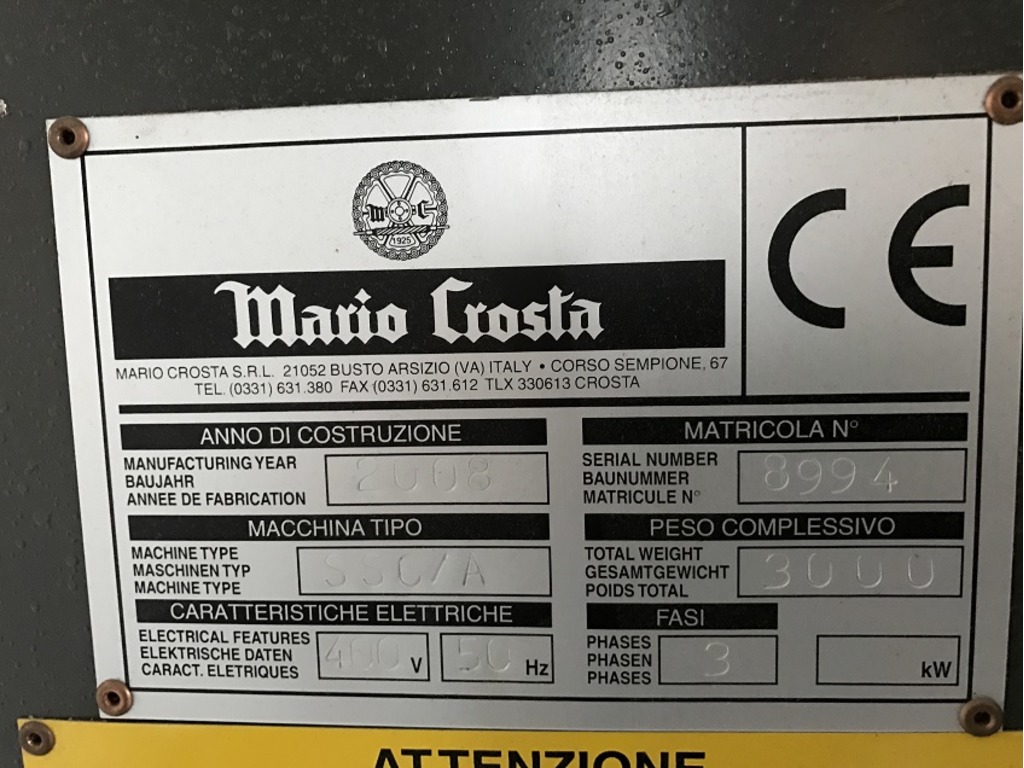 M C
1925
Mario Crosta
CE
MARIO CROSTA S.R.L. 21052 BUSTO ARSIZIO (VA) ITALY • CORSO SEMPIONE, 67
TEL. (0331) 631.380 FAX (0331) 631.612 TLX 330613 CROSTA
ANNO DI COSTRUZIONE
MANUFACTURING YEAR
BAUJAHR
ANNEE DE FABRICATION
2008
MATRICOLA N°
SERIAL NUMBER
BAUNUMMER
MATRICULE N°
8994
MACCHINA TIPO
MACHINE TYPE
MASCHINEN TYP
MACHINE TYPE
PESO COMPLESSIVO
TOTAL WEIGHT
GESAMTGEWICHT
POIDS TOTAL
3000
CARATTERISTICHE ELETTRICHE
ELECTRICAL FEATURES
ELEKTRISCHE DATEN
CARACT. ELETRIQUES
400 V
50 Hz
FASI
PHASES
PHASEN
PHASES
3
kW
ATTENZIONE